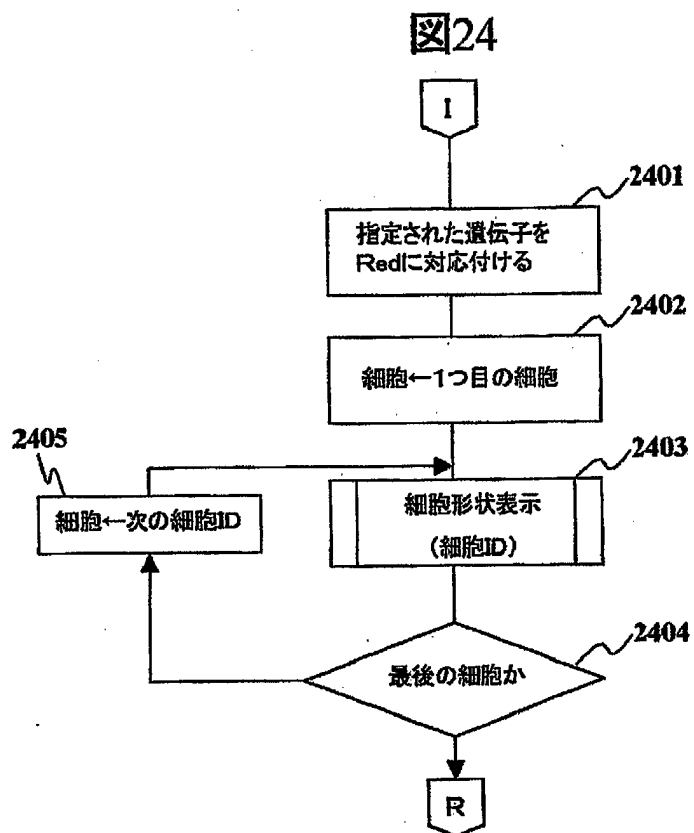 図24
I
2401
指定された遺伝子を
Redに対応付ける
2402
細胞←1つ目の細胞
2405
細胞←次の細胞ID
2403
細胞形状表示
(細胞ID)
2404
最後の細胞か
R